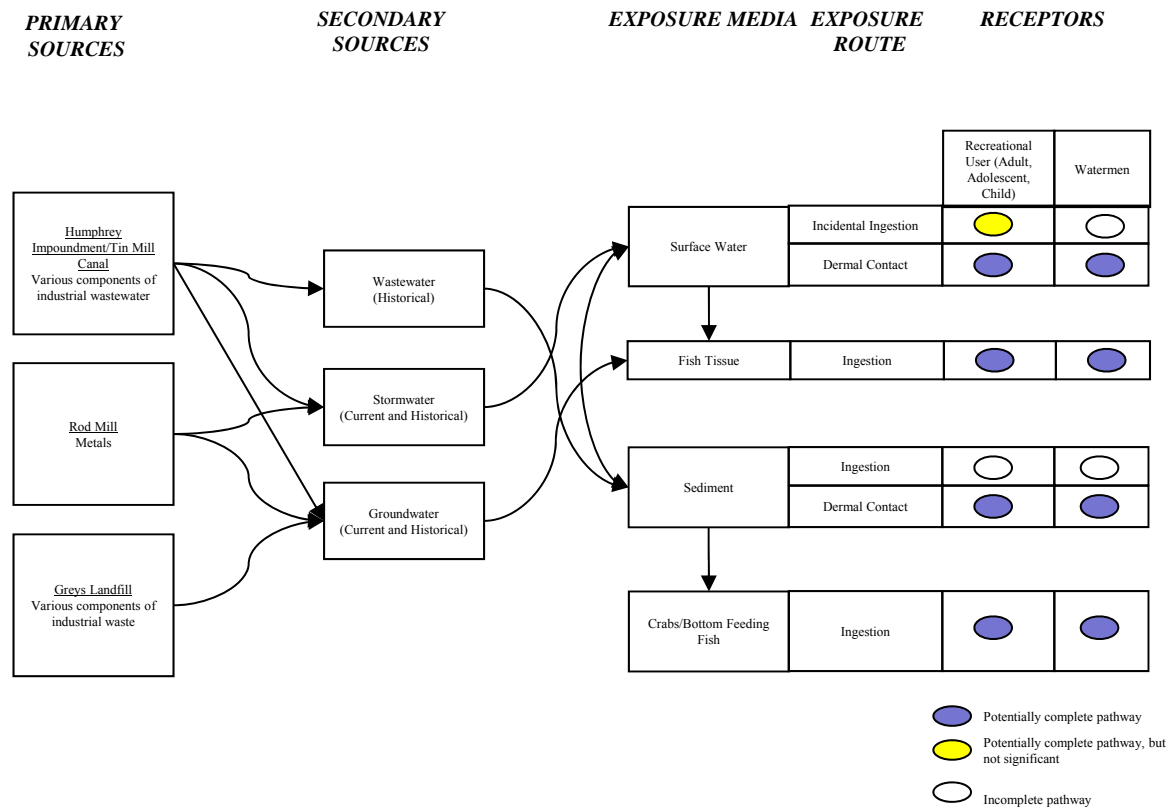 PRIMARY
SOURCES
SECONDARY
SOURCES
EXPOSURE MEDIA
EXPOSURE
ROUTE
RECEPTORS
Recreational
User (Adult,
Adolescent,
Child)
Watermen
Humphrey
Impoundment/Tin Mill
Canal
Various components of
industrial wastewater
Rod Mill
Metals
Greys Landfill
Various components of
industrial waste
Wastewater
(Historical)
Stormwater
(Current and Historical)
Groundwater
(Current and Historical)
Surface Water
Incidental Ingestion
Dermal Contact
Fish Tissue
Ingestion
Sediment
Ingestion
Dermal Contact
Crabs/Bottom Feeding
Fish
Ingestion
Potentially complete pathway
Potentially complete pathway, but
not significant
Incomplete pathway